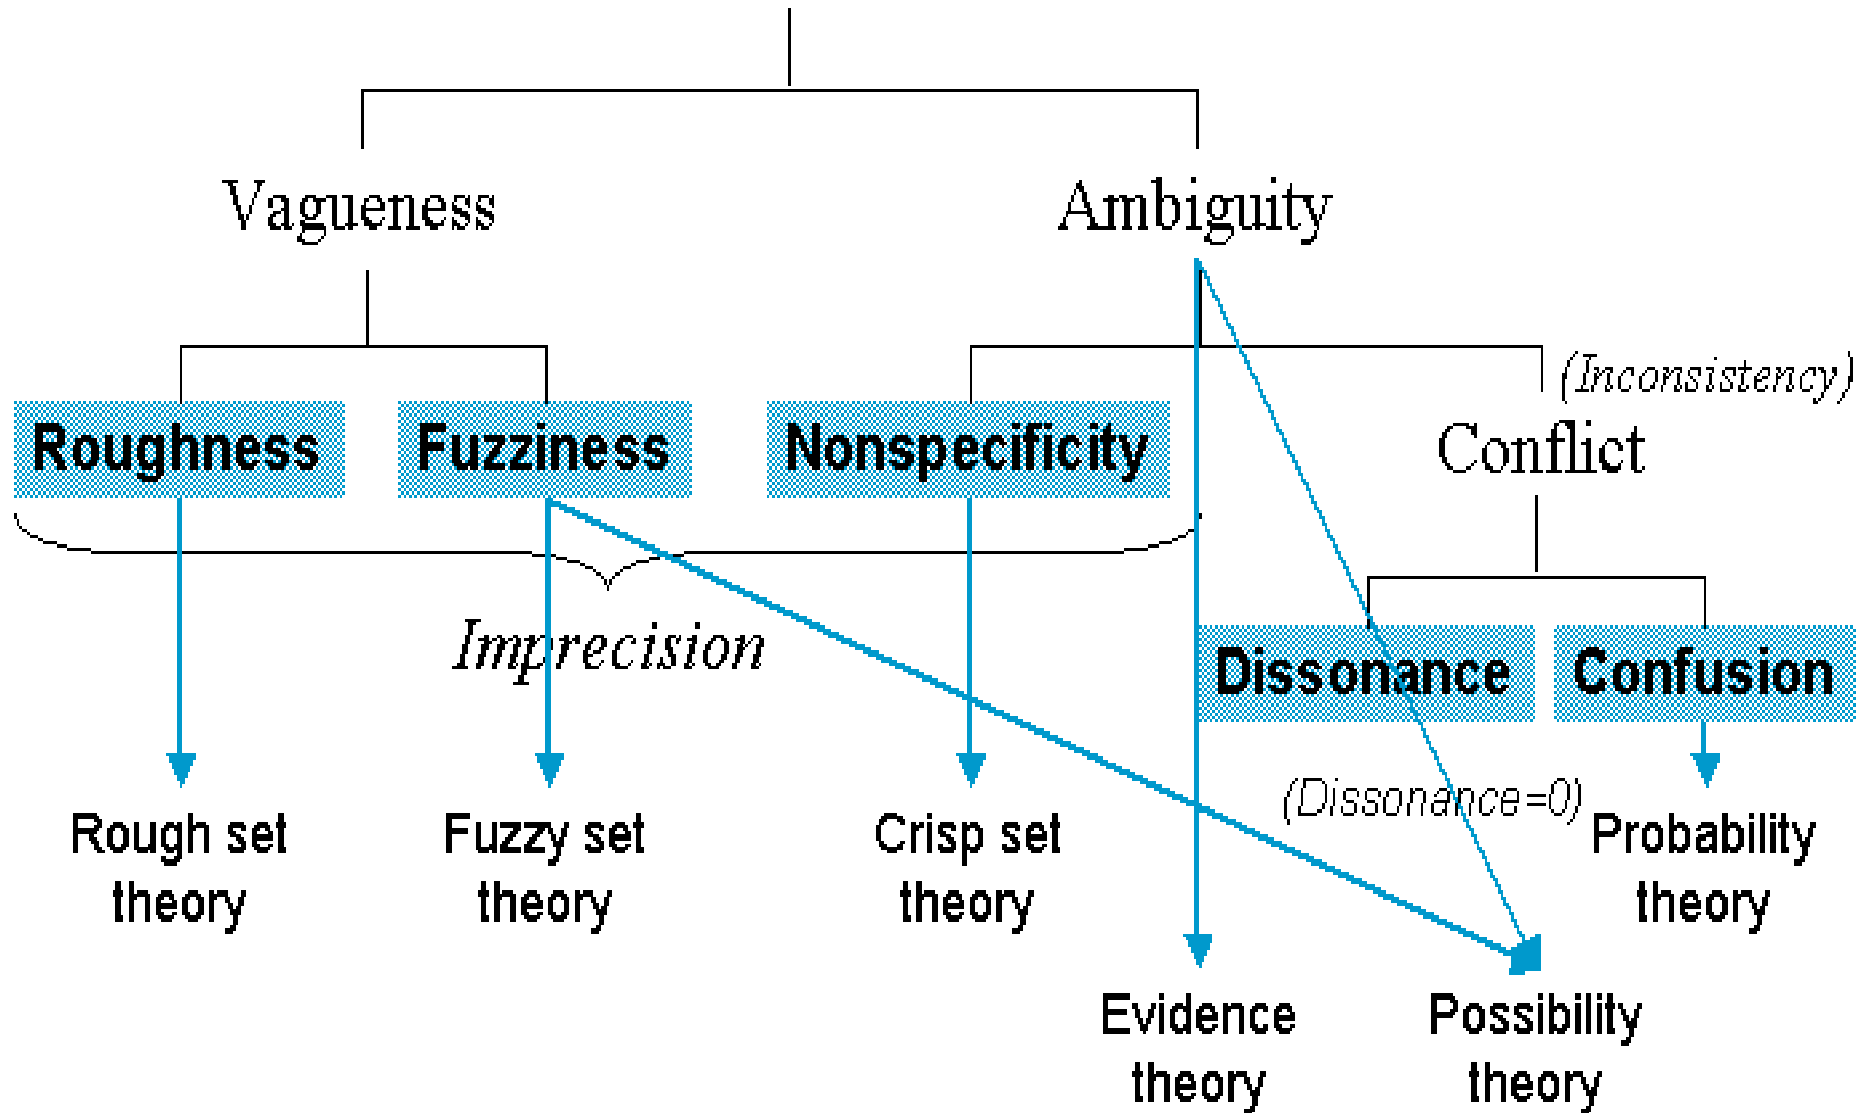 Vagueness
Ambiguity
(Inconsistency)
Roughness
Fuzziness
Nonspecificity
Conflict
Imprecision
Dissonance
Confusion
(Dissonance=0)
Rough set
theory
Fuzzy set
theory
Crisp set
theory
Probability
theory
Evidence
theory
Possibility
theory